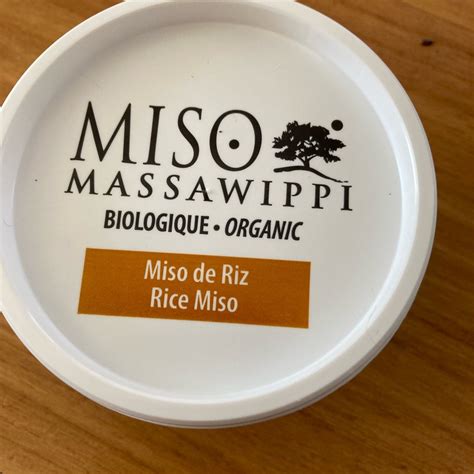 MISO
MASSAWIPPI
BIOLOGIQUE • ORGANIC
Miso de Riz
Rice Miso